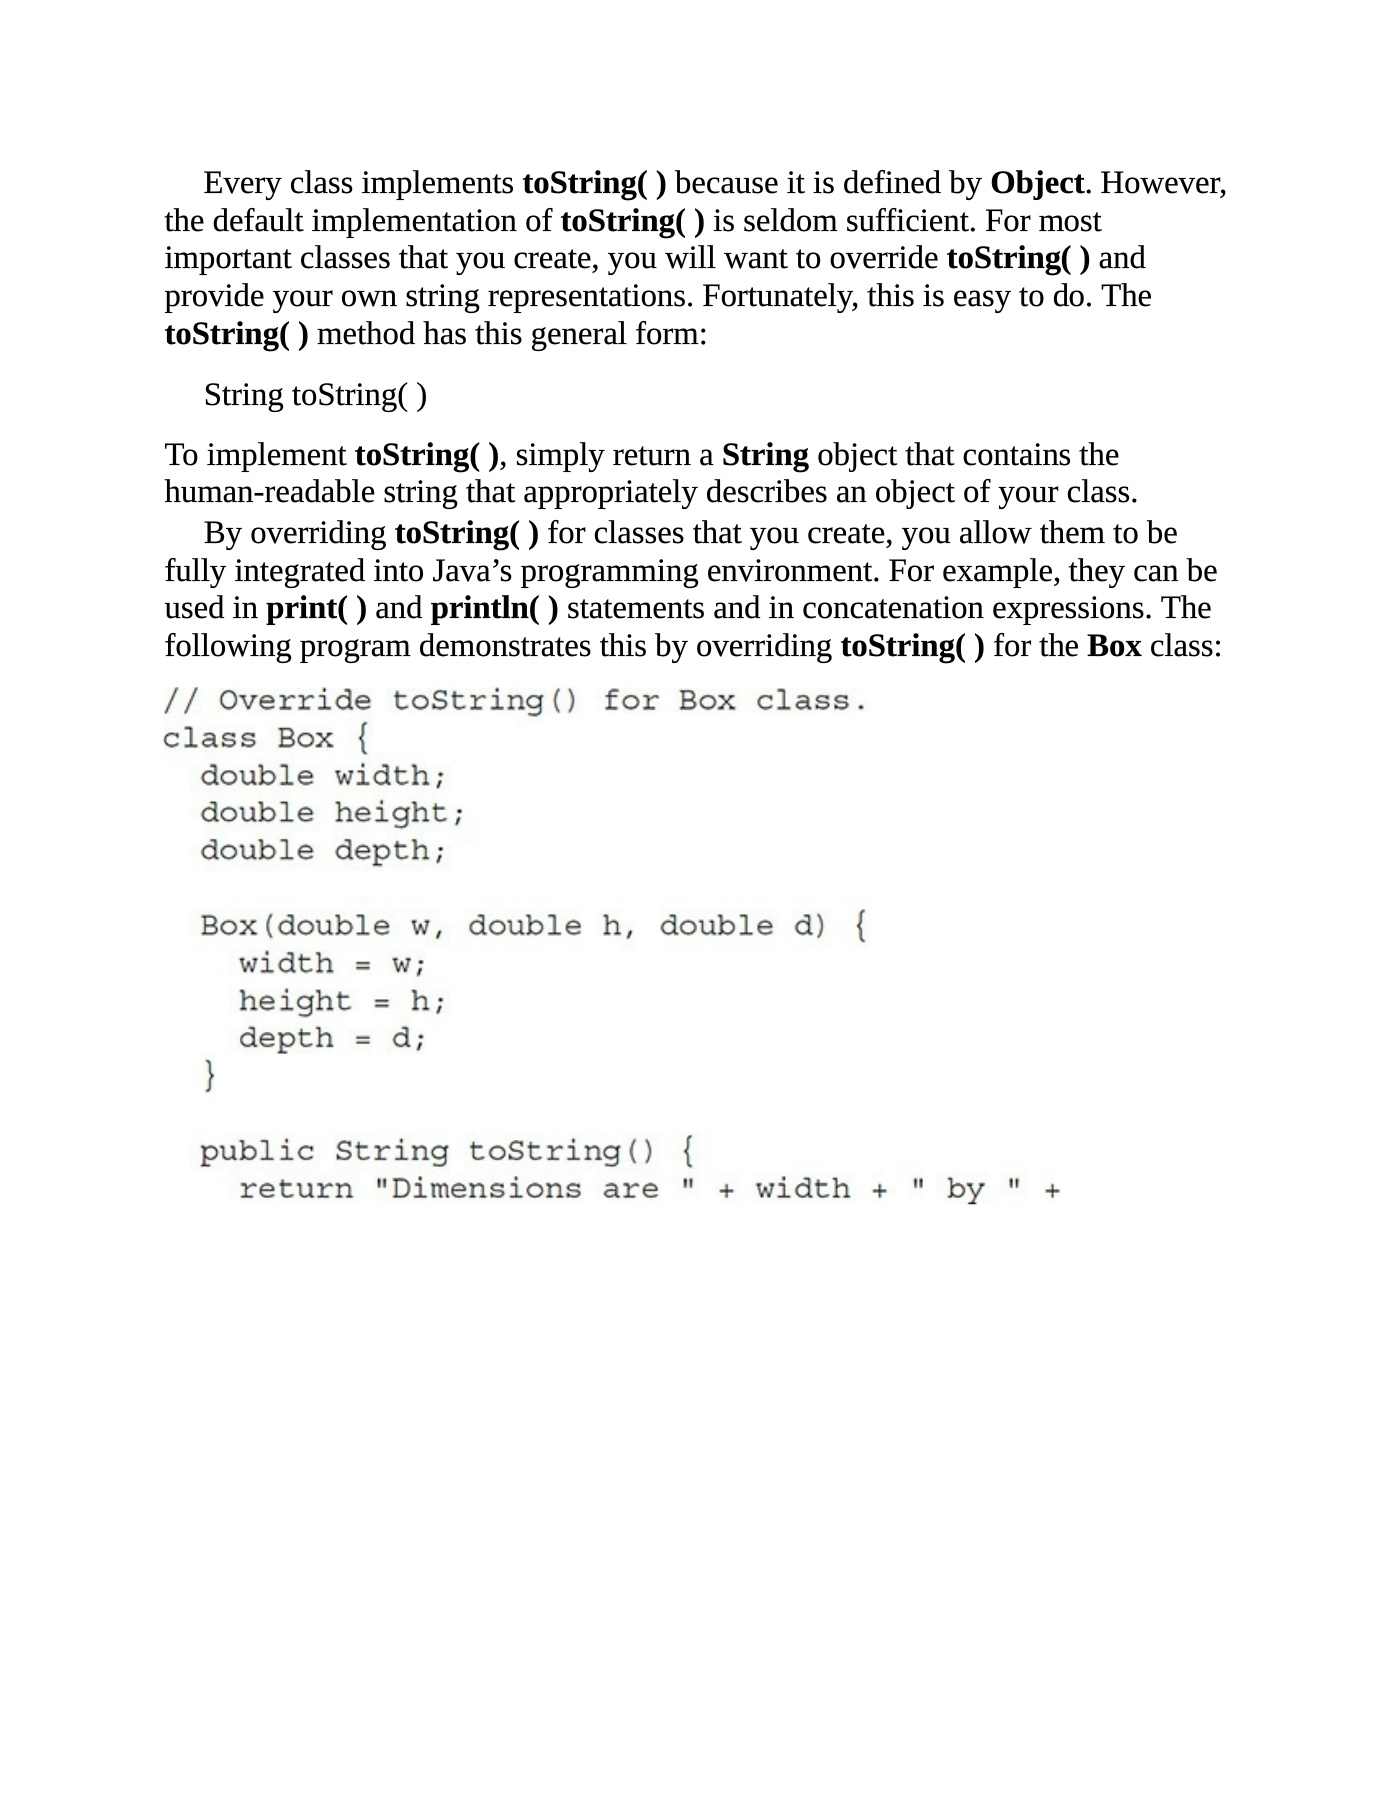 Every class implements toString( ) because it is defined by Object. However,
the default implementation of toString( ) is seldom sufficient. For most
important classes that you create, you will want to override toString( ) and
provide your own string representations. Fortunately, this is easy to do. The
toString( ) method has this general form:
String toString( )
To implement toString( ), simply return a String object that contains the
human-readable string that appropriately describes an object of your class.
By overriding toString( ) for classes that you create, you allow them to be
fully integrated into Java’s programming environment. For example, they can be
used in print( ) and println( ) statements and in concatenation expressions. The
following program demonstrates this by overriding toString( ) for the Box class:
// Override toString() for Box class.
class Box {
  double width;
  double height;
  double depth;

  Box(double w, double h, double d) {
    width = w;
    height = h;
    depth = d;
  }

  public String toString() {
    return "Dimensions are " + width + " by " +